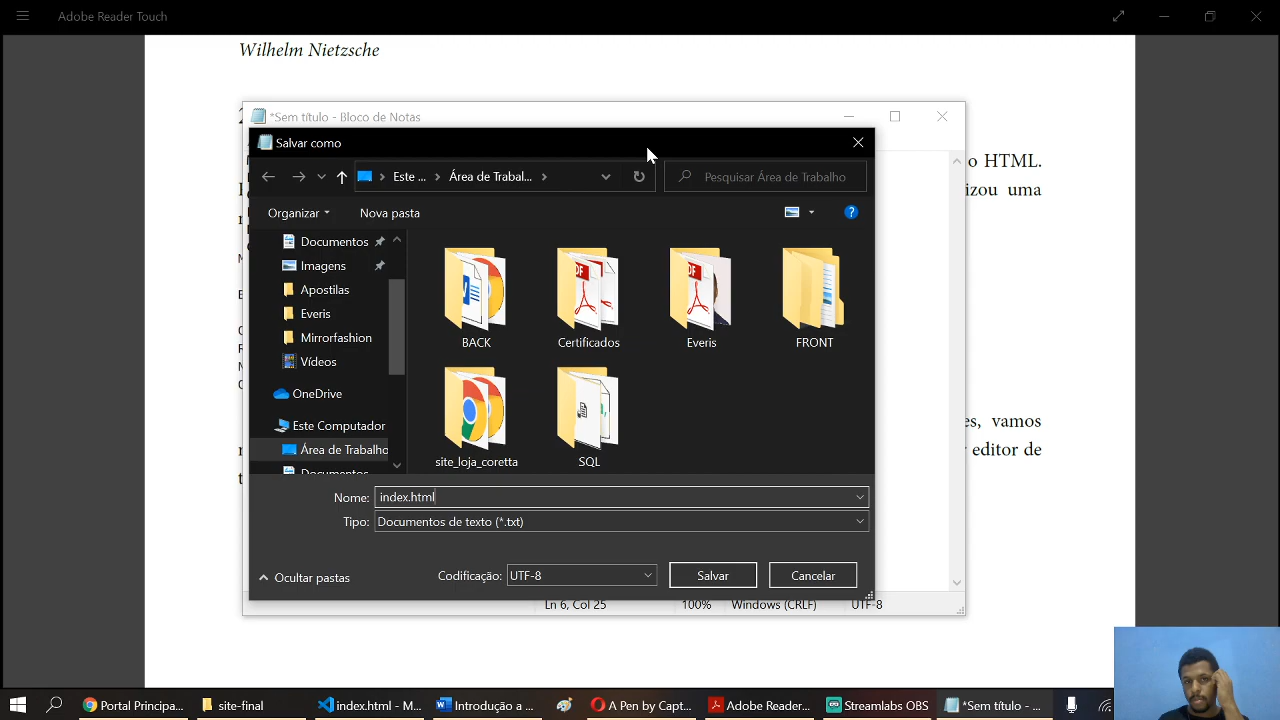 Adobe Reader Touch
Wilhelm Nietzsche
*Sem título - Bloco de Notas
Salvar como
o HTML.
izou uma
Este ...
Área de Trabal...
Pesquisar Área de Trabalho
Organizar
Nova pasta
Documentos
Imagens
Apostilas
Everis
Mirrorfashion
Vídeos
OneDrive
Este Computador
Área de Trabalho
Documentos
BACK
Certificados
Everis
FRONT
site_loja_coretta
SQL
es, vamos
editor de
Nome: index.html
Tipo: Documentos de texto (*.txt)
Ocultar pastas
Codificação: UTF-8
Salvar
Cancelar
Ln 6, Col 25
100%
Windows (CRLF)
UTF-8
Portal Principa...
site-final
index.html - M...
Introdução a ...
A Pen by Capt...
Adobe Reader...
Streamlabs OBS
*Sem título - ...